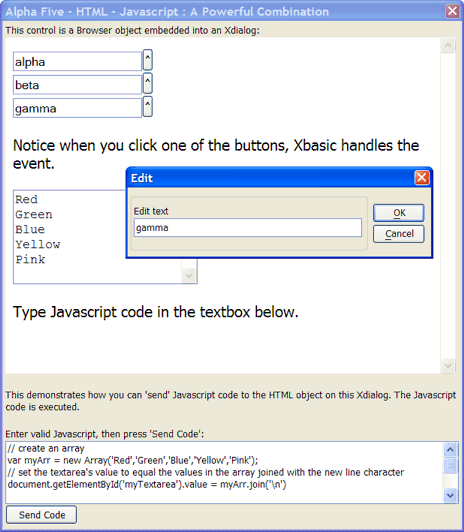 Alpha Five - HTML - Javascript : A Powerful Combination
This control is a Browser object embedded into an Xdialog:
alpha
^
beta
^
gamma
^
Notice when you click one of the buttons, Xbasic handles the
event.
Edit
Edit text
gamma
OK
Cancel
Red
Green
Blue
Yellow
Pink
Type Javascript code in the textbox below.
This demonstrates how you can 'send' Javascript code to the HTML object on this Xdialog. The Javascript
code is executed.
Enter valid Javascript, then press 'Send Code':
// create an array
var myArr = new Array('Red','Green','Blue','Yellow','Pink');
// set the textarea's value to equal the values in the array joined with the new line character
document.getElementById('myTextarea').value = myArr.join('\n')
Send Code